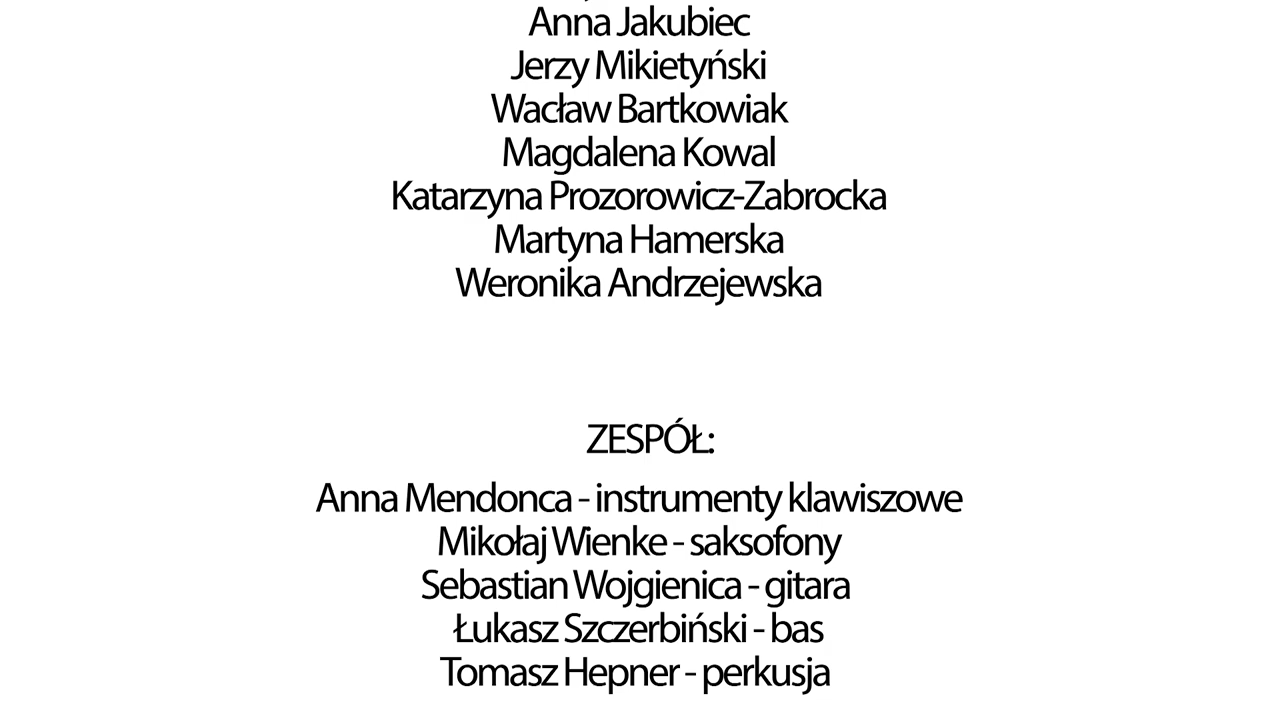 Anna Jakubiec
Jerzy Mikietyński
Wacław Bartkowiak
Magdalena Kowal
Katarzyna Prozorowicz-Zabrocka
Martyna Hamerska
Weronika Andrzejewska
ZESPÓŁ:
Anna Mendonca - instrumenty klawiszowe
Mikołaj Wienke - saksofony
Sebastian Wojgienica - gitara
Łukasz Szczerbiński - bas
Tomasz Hepner - perkusja